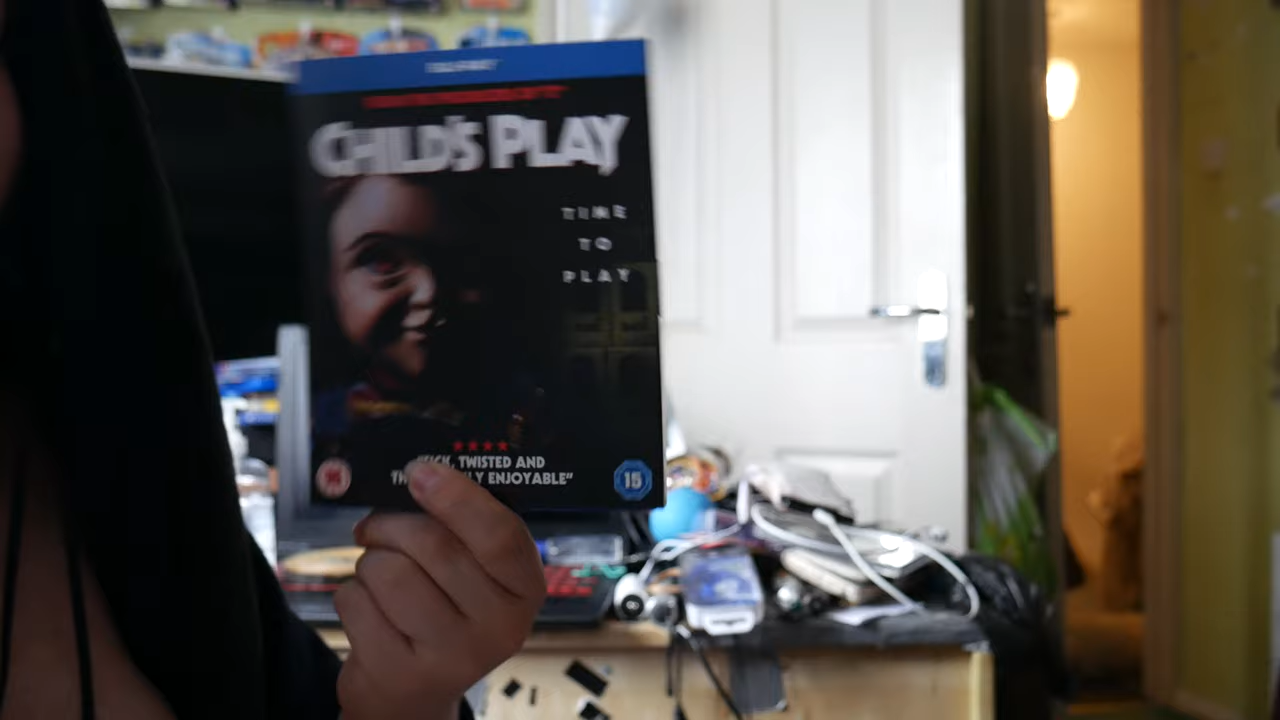 CHILD'S PLAY
TIME
TO
PLAY
TWISTED AND
ENJOYABLE"
15